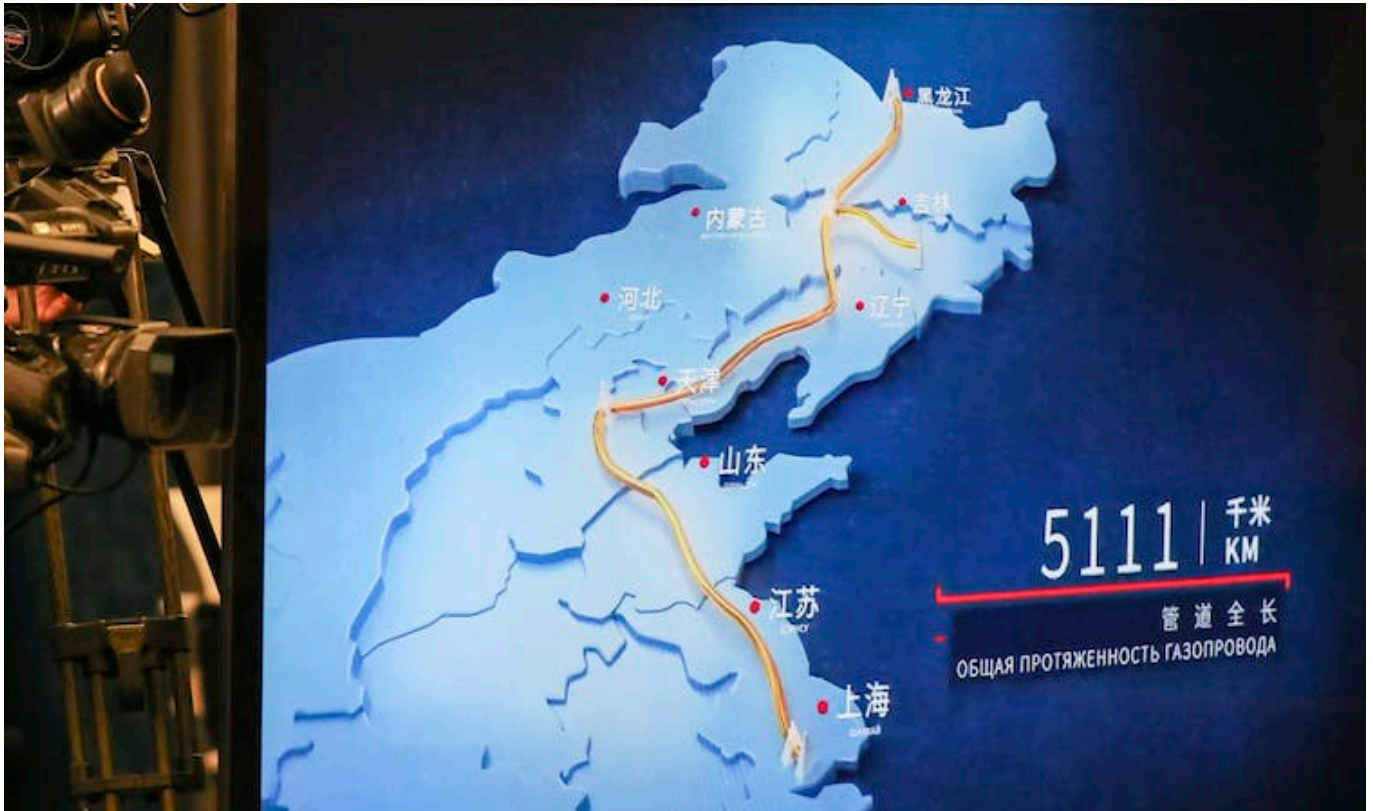 黑龙江
吉林
内蒙古
辽宁
河北
天津
山东
江苏
上海
ШАНХАЙ
5111
千米
KM
管道全长
ОБЩАЯ ПРОТЯЖЕННОСТЬ ГАЗОПРОВОДА